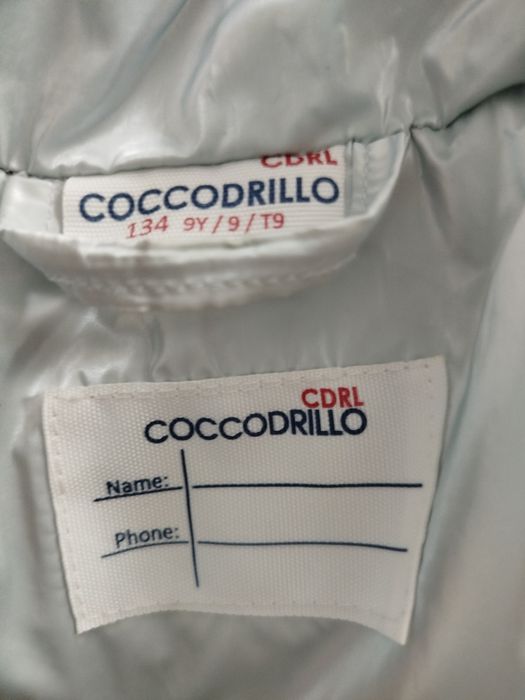 CDRL
COCCODRILLO
134 9Y / 9 / T9
CDRL
COCCODRILLO
Name:
Phone: